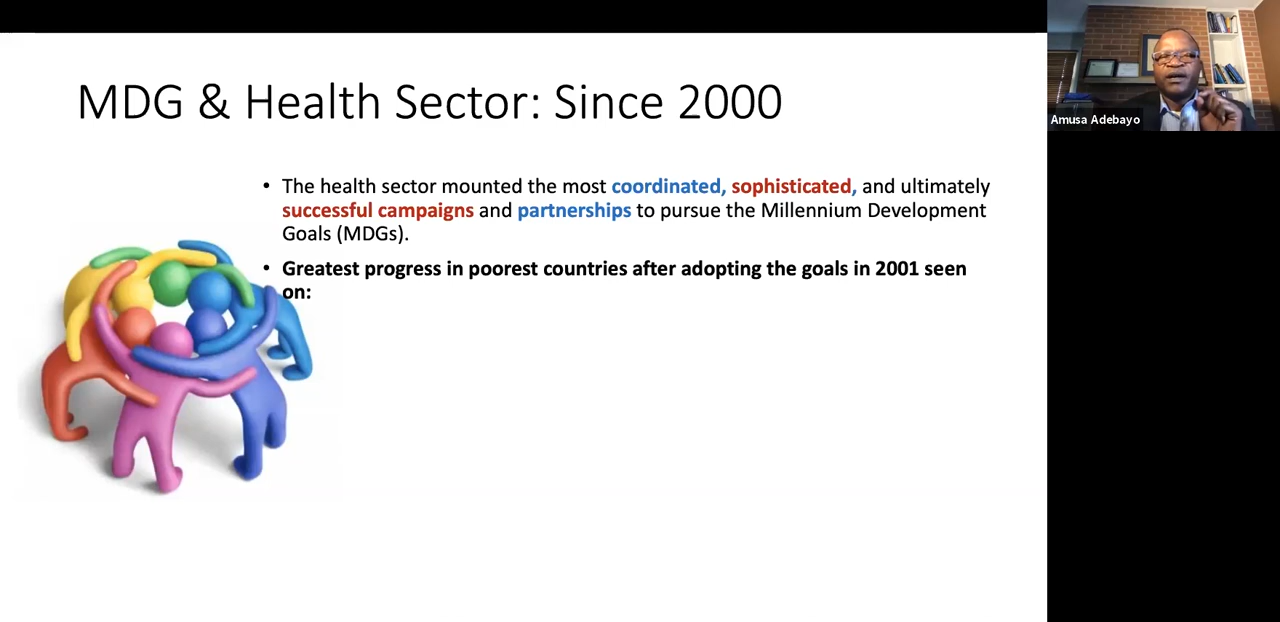 MDG & Health Sector: Since 2000
• The health sector mounted the most coordinated, sophisticated, and ultimately
successful campaigns and partnerships to pursue the Millennium Development
Goals (MDGs).
• Greatest progress in poorest countries after adopting the goals in 2001 seen
on:
Amusa Adebayo